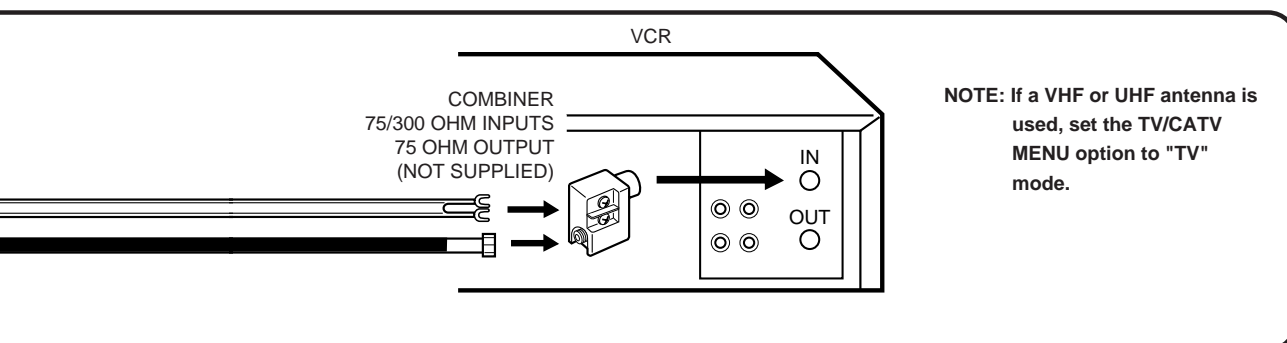 VCR
COMBINER
75/300 OHM INPUTS
75 OHM OUTPUT
(NOT SUPPLIED)
IN
OUT
NOTE: If a VHF or UHF antenna is
used, set the TV/CATV
MENU option to "TV"
mode.